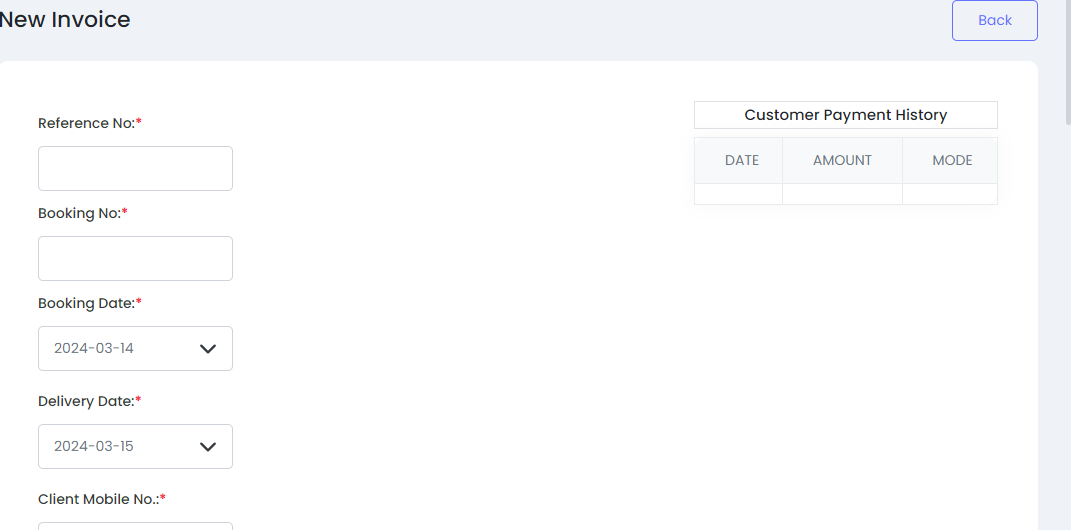 New Invoice
Back
Reference No:*
Booking No:*
Booking Date:*
2024-03-14
Delivery Date:*
2024-03-15
Client Mobile No.:*
Customer Payment History
DATE AMOUNT MODE